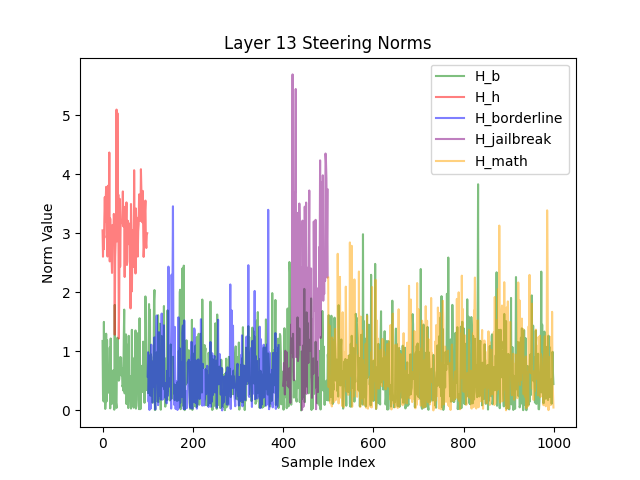 Layer 13 Steering Norms
H_b
H_h
H_borderline
H_jailbreak
H_math
Norm Value
5
4
3
2
1
0
0 200 400 600 800 1000
Sample Index